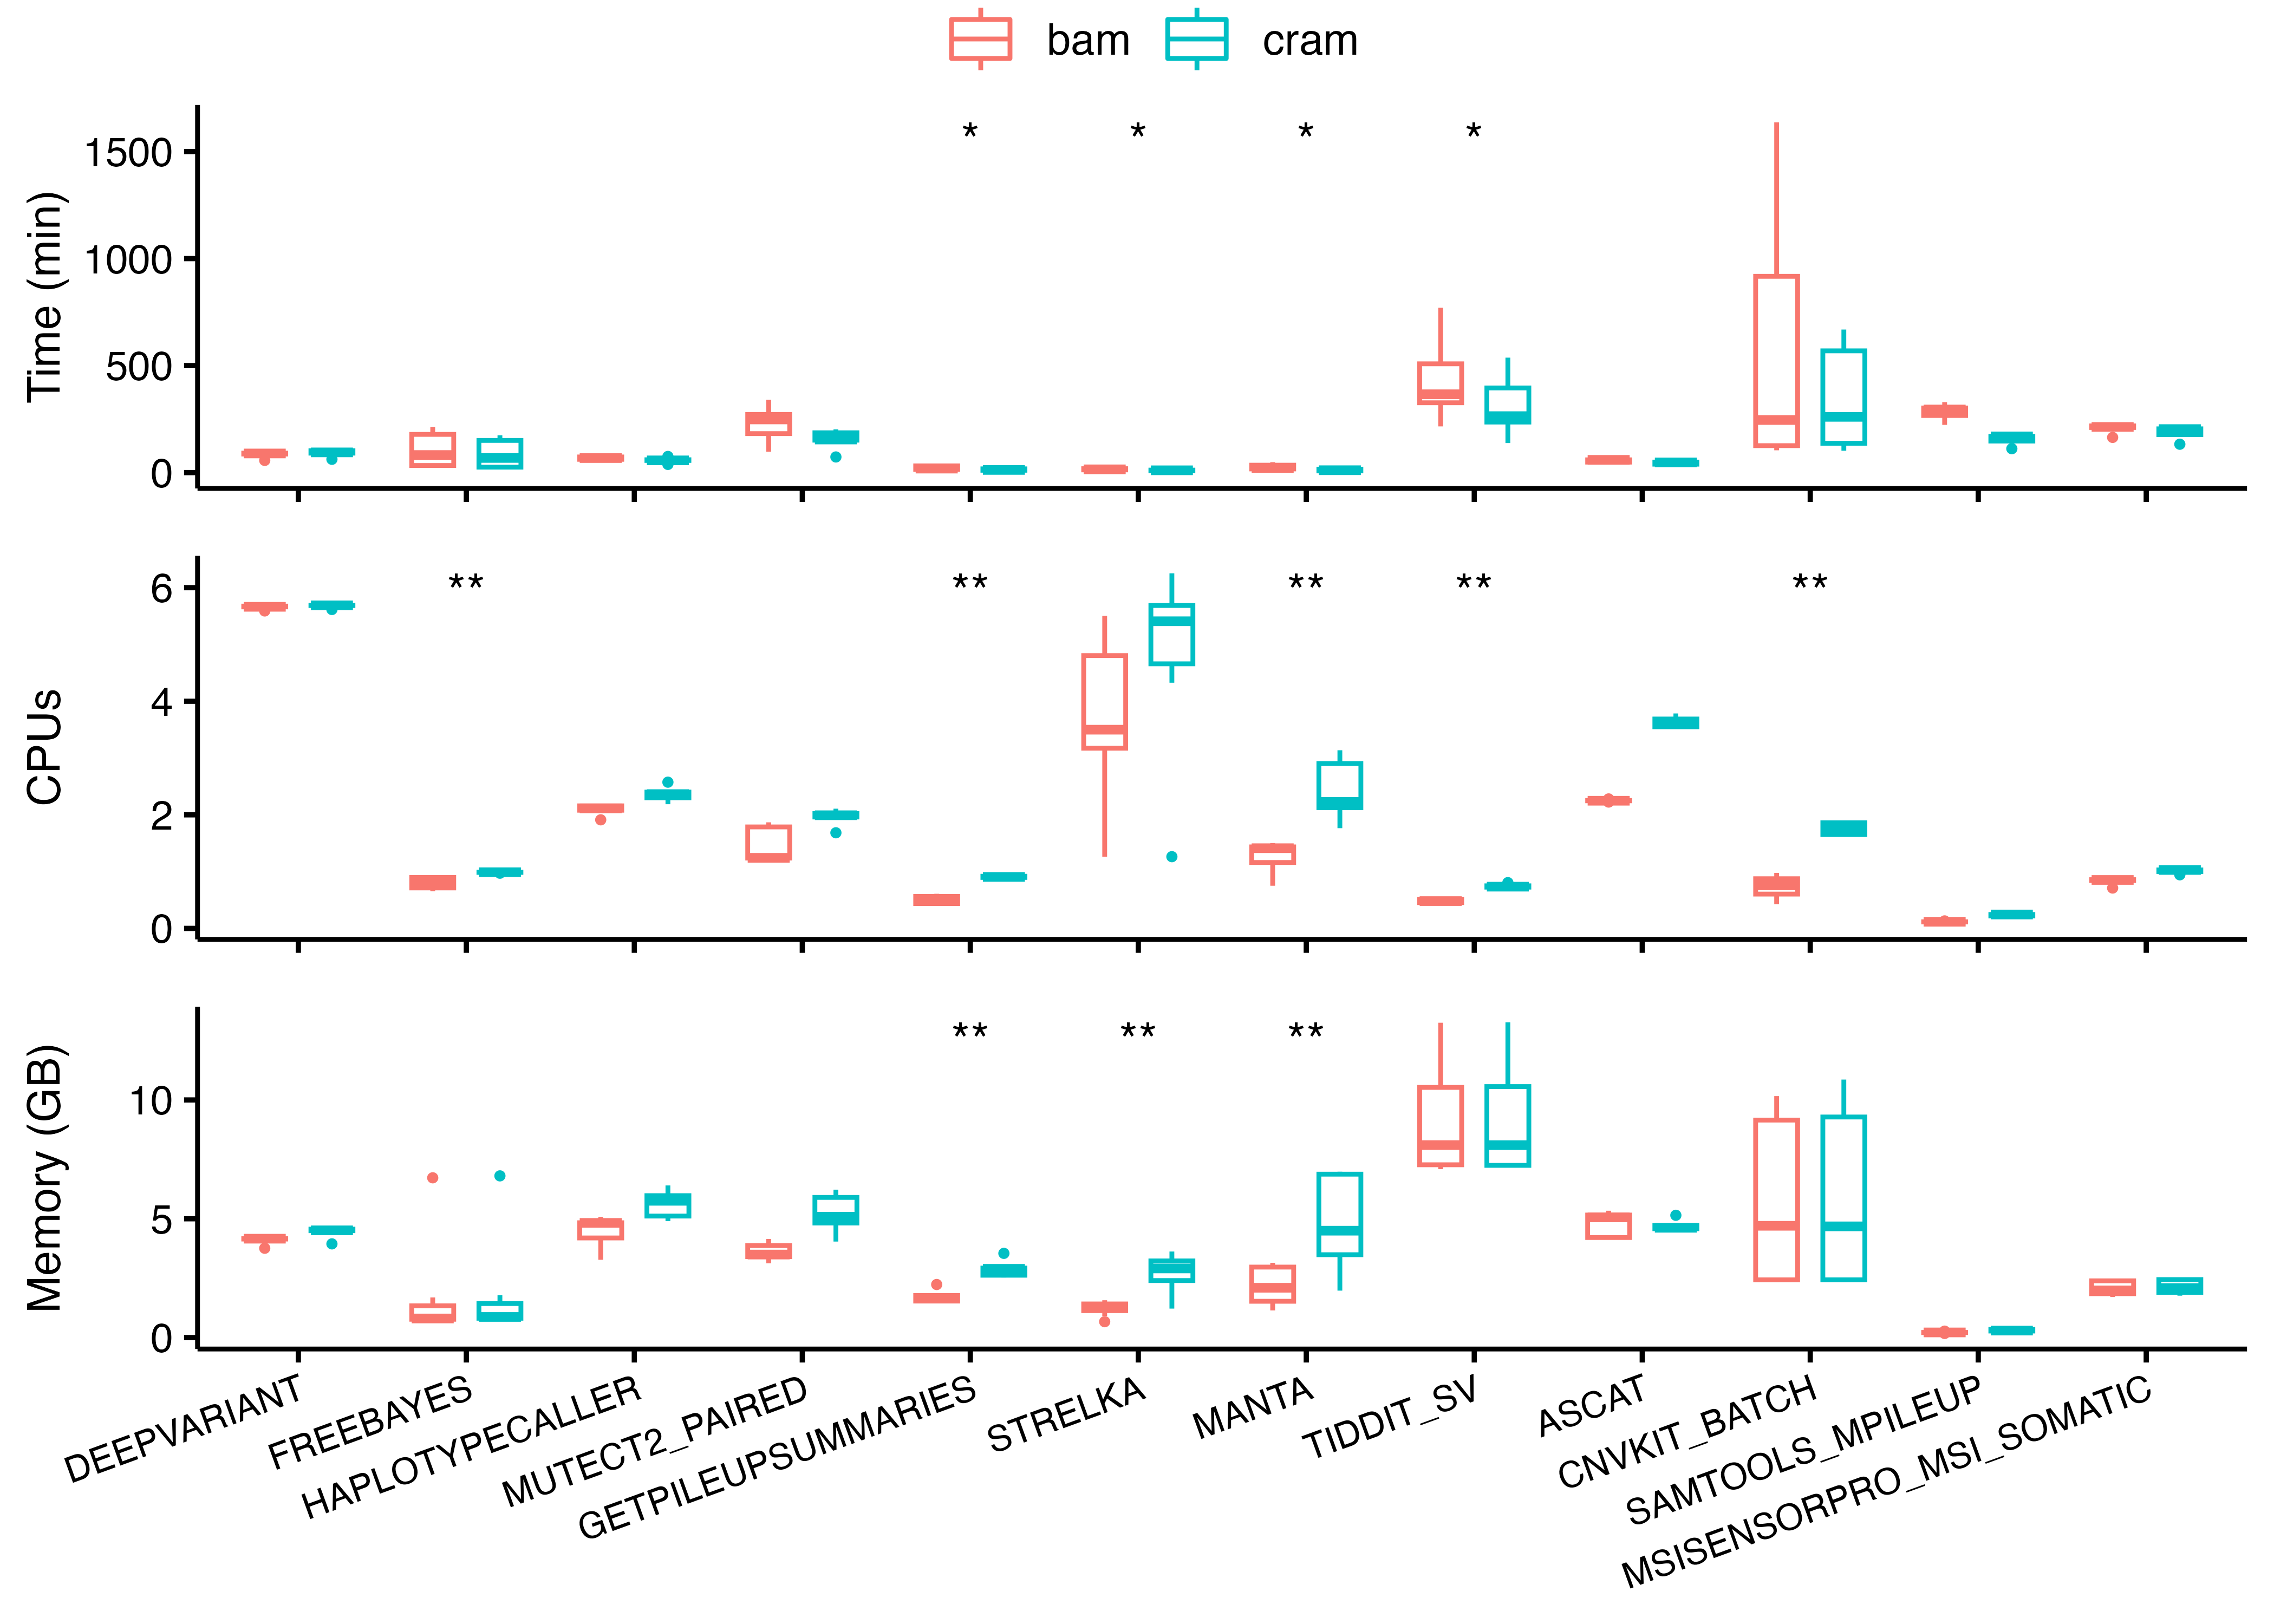 bam cram
* * * *
Time (min)
1500
1000
500
0
** ** ** ** **
CPUs
6
4
2
0
** ** **
Memory (GB)
10
5
0
DEEPVARIANT
FREEBAYES
HAPLOTYPECALLER
MUTECT2_PAIRED
GETPILEUPSUMMARIES
STRELKA
MANTA
TIDDIT_SV
ASCAT
CNVKIT_BATCH
SAMTOOLS_MPILEUP
MSISENSORPRO_MSI_SOMATIC